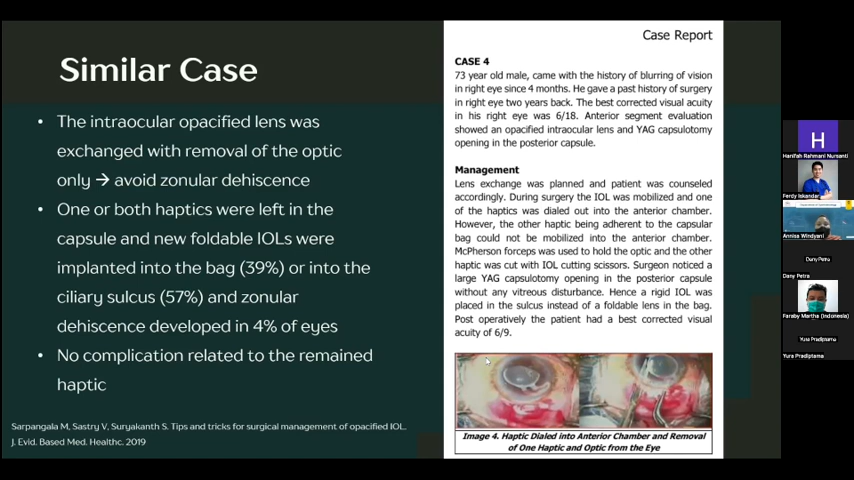 Similar Case
• The intraocular opacified lens was
exchanged with removal of the optic
only → avoid zonular dehiscence
• One or both haptics were left in the
capsule and new foldable IOLs were
implanted into the bag (39%) or into the
ciliary sulcus (57%) and zonular
dehiscence developed in 4% of eyes
• No complication related to the remained
haptic
Sarpangala M, Sastry V, Suryakanth S. Tips and tricks for surgical management of opacified IOL.
J. Evid. Based Med. Healthc. 2019
Case Report
CASE 4
73 year old male, came with the history of blurring of vision
in right eye since 4 months. He gave a past history of surgery
in right eye two years back. The best corrected visual acuity
in his right eye was 6/18. Anterior segment evaluation
showed an opacified intraocular lens and YAG capsulotomy
opening in the posterior capsule.
Management
Lens exchange was planned and patient was counseled
accordingly. During surgery the IOL was mobilized and one
of the haptics was dialed out into the anterior chamber.
However, the other haptic being adherent to the capsular
bag could not be mobilized into the anterior chamber.
McPherson forceps was used to hold the optic and the other
haptic was cut with IOL cutting scissors. Surgeon noticed a
large YAG capsulotomy opening in the posterior capsule
without any vitreous disturbance. Hence a rigid IOL was
placed in the sulcus instead of a foldable lens in the bag.
Post operatively the patient had a best corrected visual
acuity of 6/9.
Image 4. Haptic Dialed into Anterior Chamber and Removal
of One Haptic and Optic from the Eye
H
Hanifah Rahmani Nursanti
Ferdy Iskandar
Annisa Windyani
Dany Petra
Dany Petra
Faraby Martha (Indonesia)
Yura Pradiptama
Yura Pradiptama